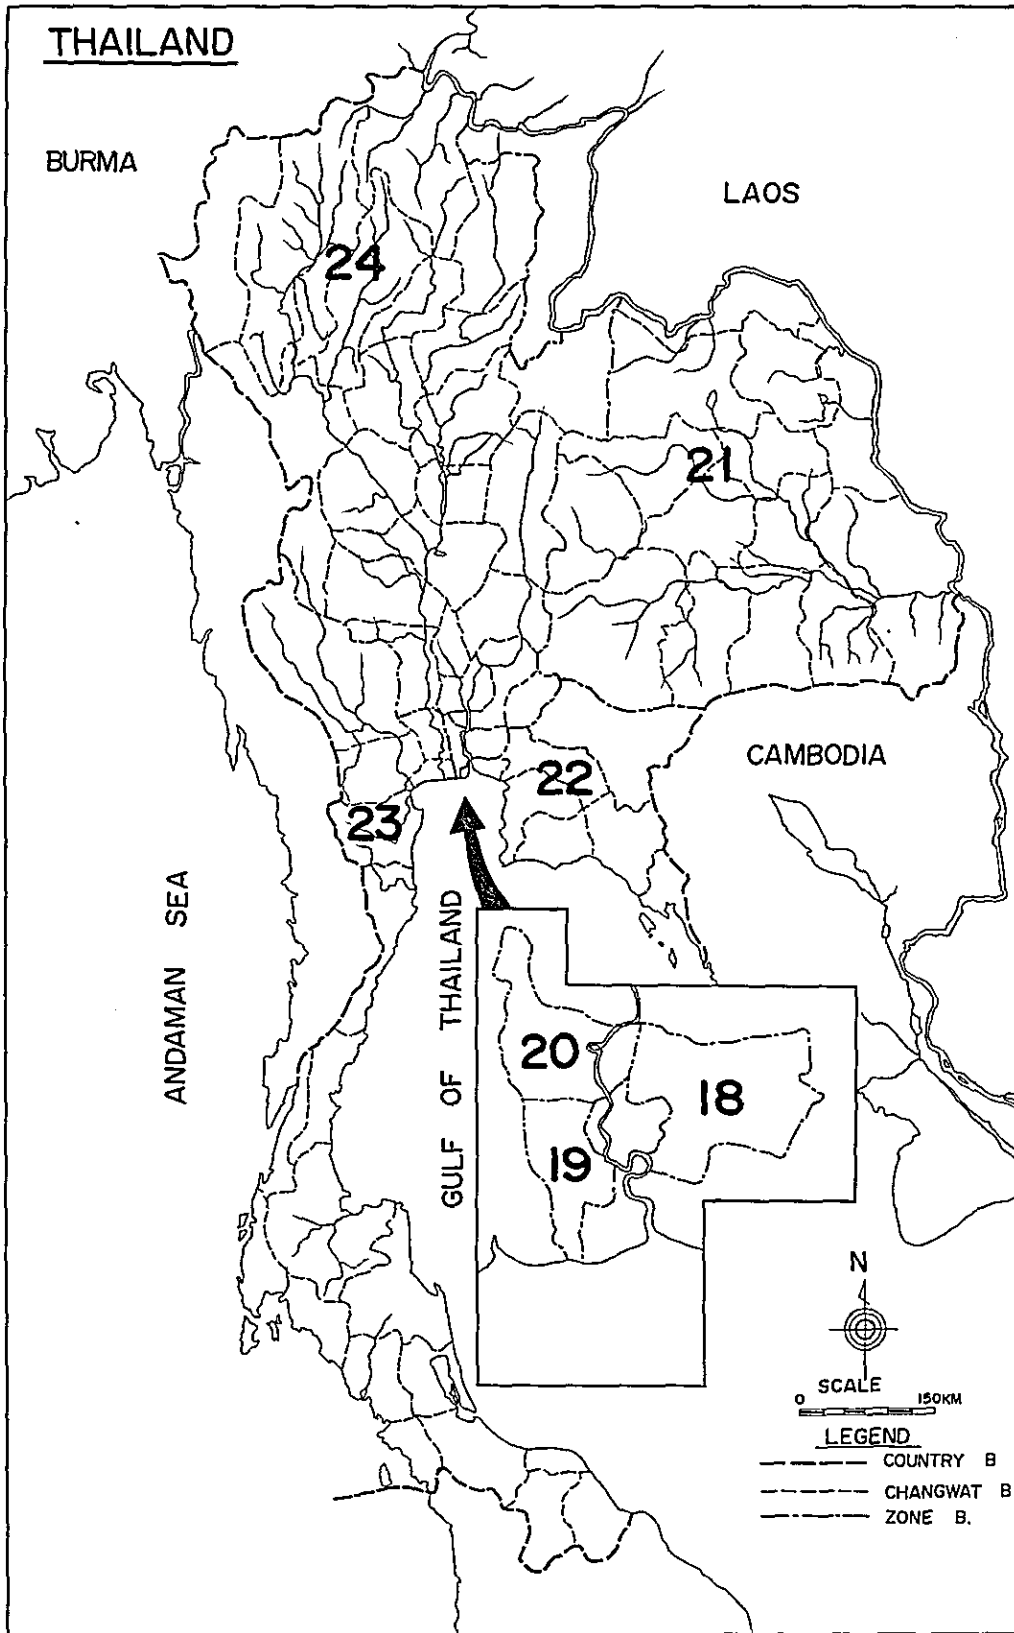 THAILAND
BURMA
LAOS
24
21
CAMBODIA
22
23
ANDAMAN SEA
GULF OF THAILAND
20
18
19
N
SCALE
0 150KM
LEGEND
COUNTRY B
CHANGWAT B
ZONE B.